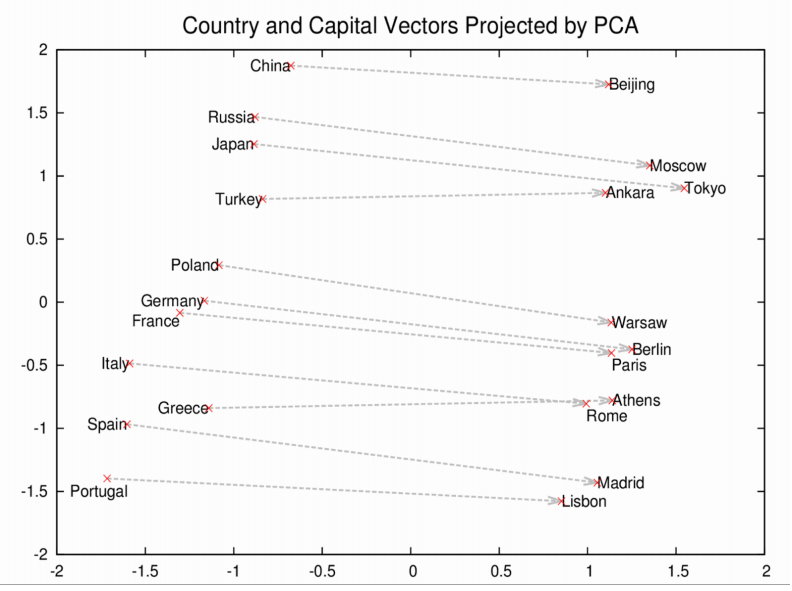 Country and Capital Vectors Projected by PCA
2
China
Beijing
1.5
Russia
Japan
Moscow
1
Tokyo
Turkey
Ankara
0.5
Poland
0
Germany
France
Warsaw
Berlin
-0.5
Italy
Paris
Greece
Athens
Rome
-1
Spain
Madrid
-1.5
Portugal
Lisbon
-2
-2 -1.5 -1 -0.5 0 0.5 1 1.5 2